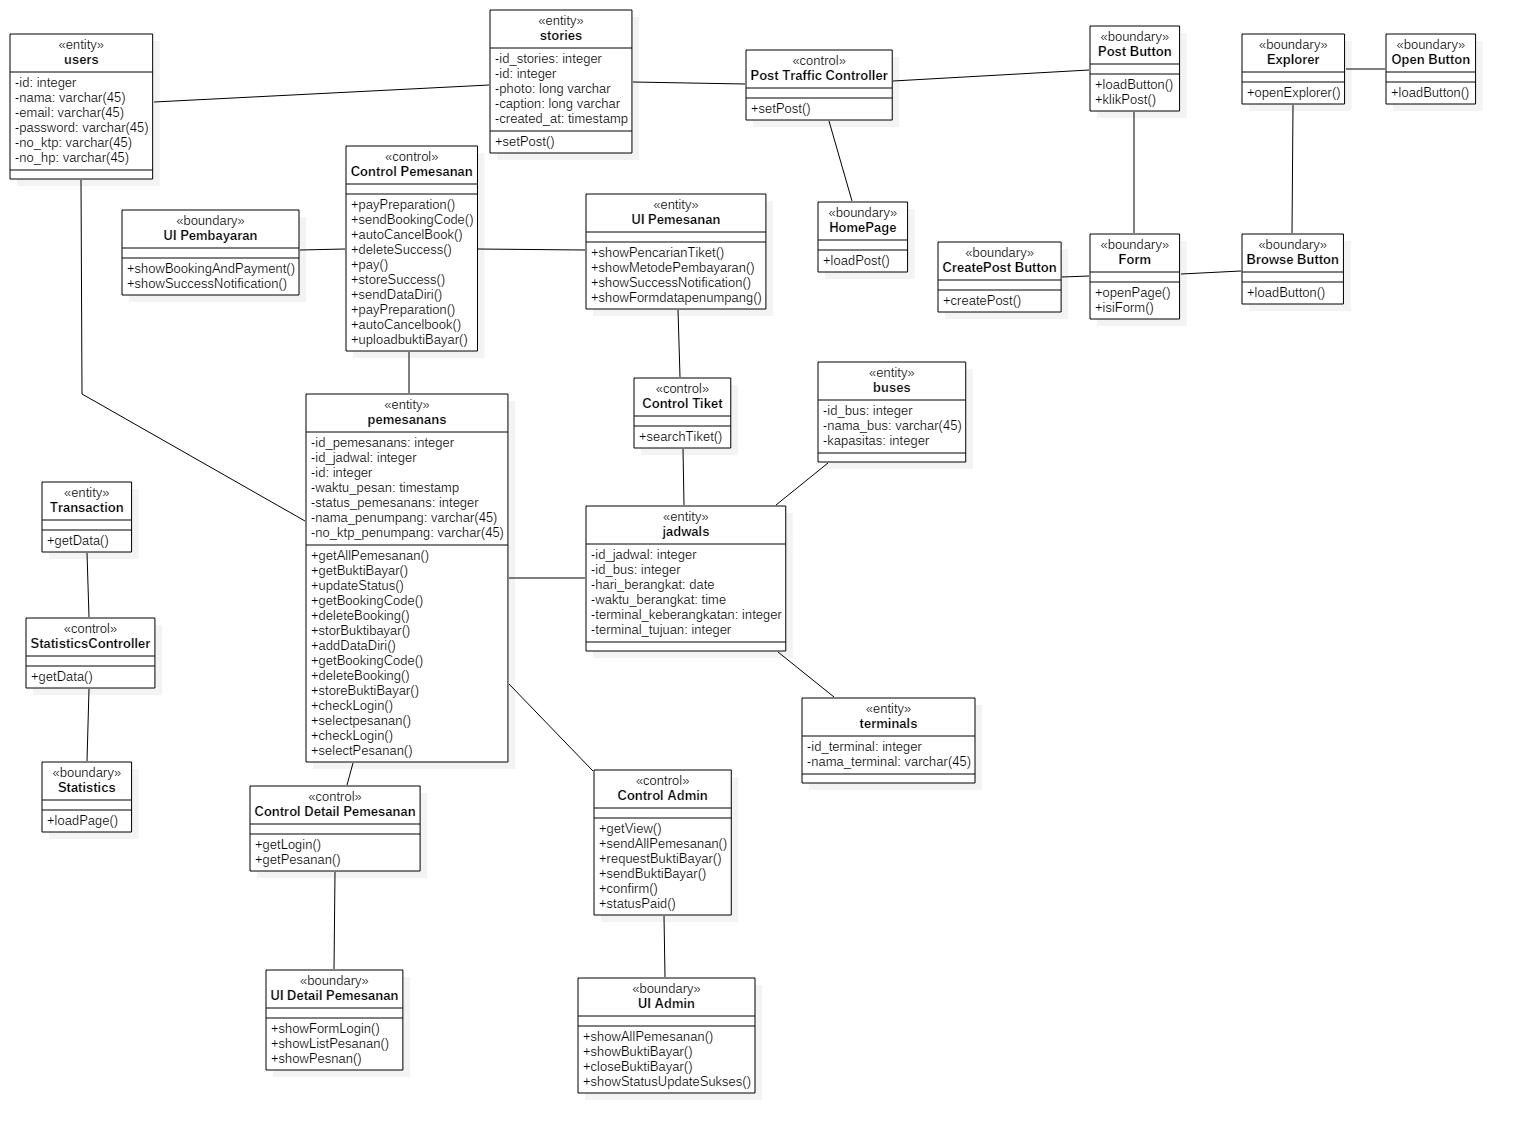 «entity»
users
-id: integer
-nama: varchar(45)
-email: varchar(45)
-password: varchar(45)
-no_ktp: varchar(45)
-no_hp: varchar(45)
«entity»
stories
-id_stories: integer
-id: integer
-photo: long varchar
-caption: long varchar
-created_at: timestamp
+setPost()
«control»
Post Traffic Controller
+setPost()
«boundary»
Post Button
+loadButton()
+klikPost()
«boundary»
Explorer
+openExplorer()
«boundary»
Open Button
+loadButton()
«boundary»
UI Pembayaran
+showBookingAndPayment()
+showSuccessNotification()
«control»
Control Pemesanan
+payPreparation()
+sendBookingCode()
+autoCancelBook()
+deleteSuccess()
+pay()
+storeSuccess()
+sendDataDiri()
+payPreparation()
+autoCancelbook()
+uploadbuktiBayar()
«entity»
UI Pemesanan
+showPencarianTiket()
+showMetodePembayaran()
+showSuccessNotification()
+showFormdatapenumpang()
«boundary»
HomePage
+loadPost()
«boundary»
CreatePost Button
+createPost()
«boundary»
Form
+openPage()
+isiForm()
«boundary»
Browse Button
+loadButton()
«entity»
pemesanans
-id_pemesanans: integer
-id_jadwal: integer
-id: integer
-waktu_pesan: timestamp
-status_pemesanans: integer
-nama_penumpang: varchar(45)
-no_ktp_penumpang: varchar(45)
+getAllPemesanan()
+getBuktiBayar()
+updateStatus()
+getBookingCode()
+deleteBooking()
+storBuktibayar()
+addDataDiri()
+getBookingCode()
+deleteBooking()
+storeBuktiBayar()
+checkLogin()
+selectpesanan()
+checkLogin()
+selectPesanan()
«control»
Control Tiket
+searchTiket()
«entity»
buses
-id_bus: integer
-nama_bus: varchar(45)
-kapasitas: integer
«entity»
Transaction
+getData()
«entity»
jadwals
-id_jadwal: integer
-id_bus: integer
-hari_berangkat: date
-waktu_berangkat: time
-terminal_keberangkatan: integer
-terminal_tujuan: integer
«control»
StatisticsController
+getData()
«entity»
terminals
-id_terminal: integer
-nama_terminal: varchar(45)
«boundary»
Statistics
+loadPage()
«control»
Control Detail Pemesanan
+getLogin()
+getPesanan()
«control»
Control Admin
+getView()
+sendAllPemesanan()
+requestBuktiBayar()
+sendBuktiBayar()
+confirm()
+statusPaid()
«boundary»
UI Detail Pemesanan
+showFormLogin()
+showListPesanan()
+showPesnan()
«boundary»
UI Admin
+showAllPemesanan()
+showBuktiBayar()
+closeBuktiBayar()
+showStatusUpdateSukses()